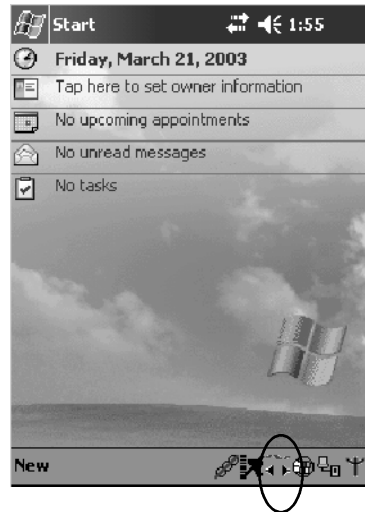 Start 1:55
Friday, March 21, 2003
Tap here to set owner information
No upcoming appointments
No unread messages
No tasks
New